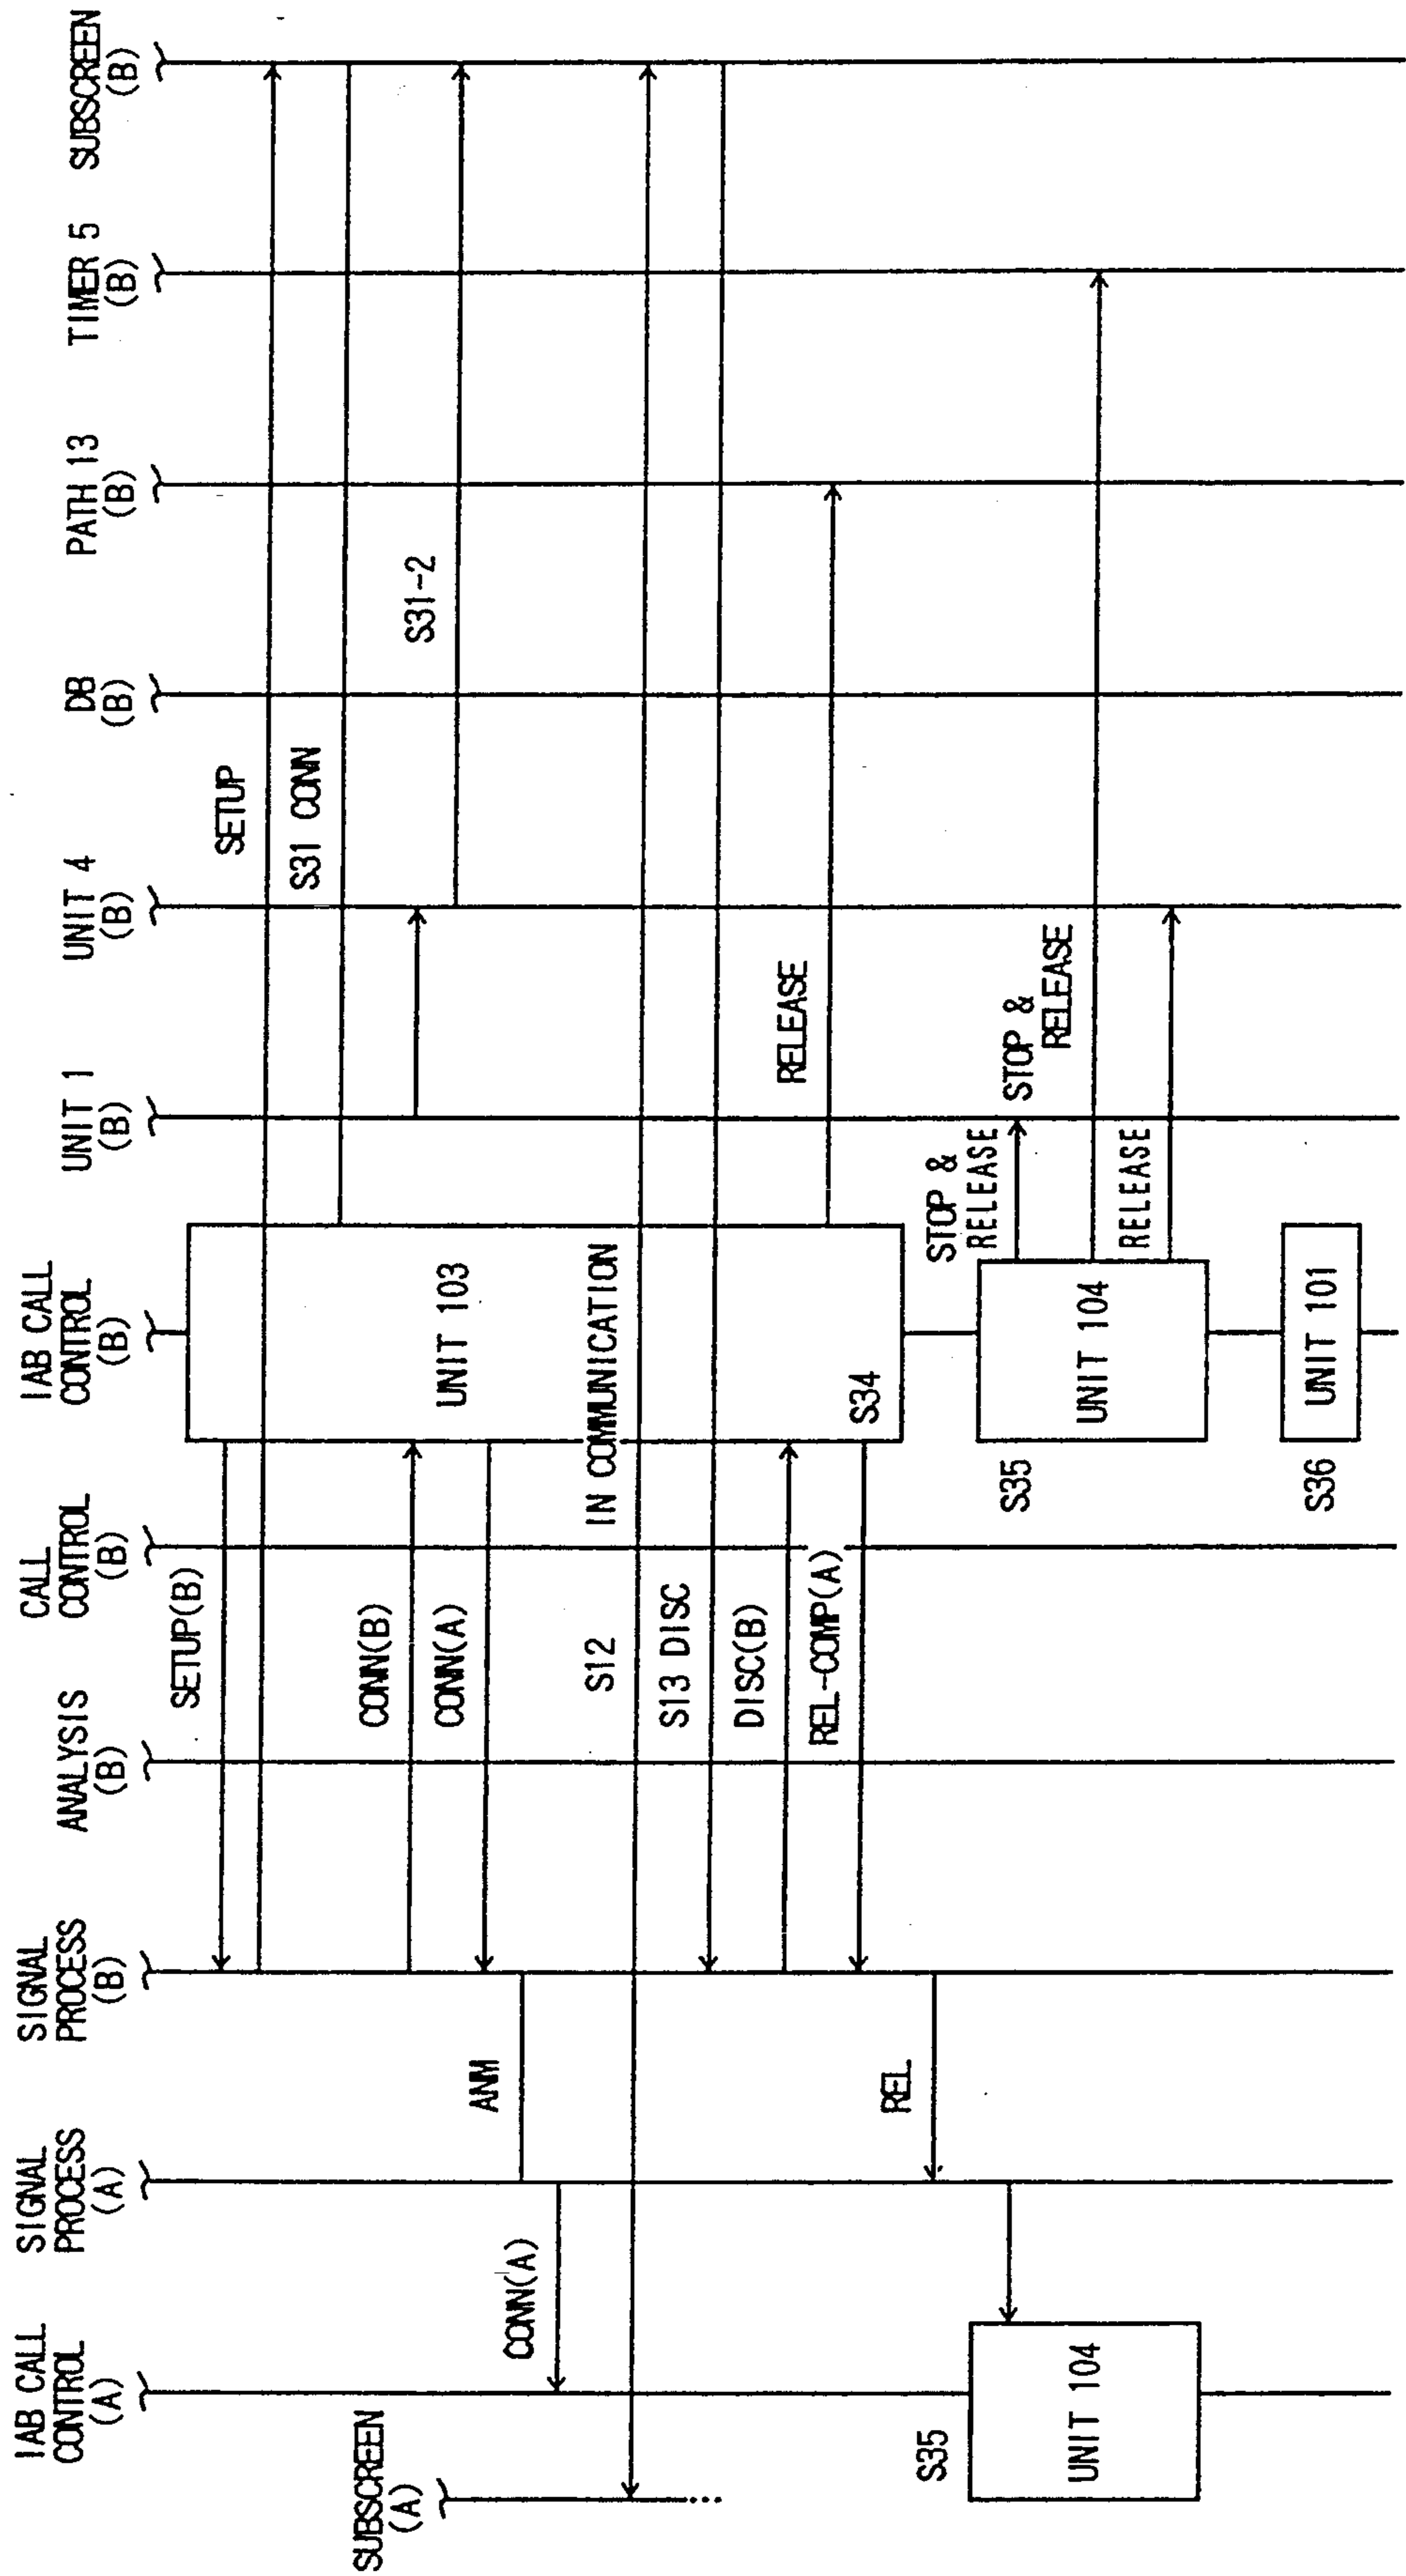 IAB CALL
CONTROL
(A)
SIGNAL
PROCESS
(A)
SIGNAL
PROCESS
(B)
ANALYSIS
(B)
CALL
CONTROL
(B)
IAB CALL
CONTROL
(B)
UNIT 1
(B)
UNIT 4
(B)
DB
(B)
PATH 13
(B)
TIMER 5
(B)
SUBSCREEN
(B)
SUBSCREEN
(A)
SETUP(B)
SETUP
S31 CONN
CONN(B)
S31-2
CONN(A)
UNIT 103
ANM
CONN(A)
S12
IN COMMUNICATION
S13 DISC
DISC(B)
RELEASE
REL-COMP(A)
S34
REL
STOP &
RELEASE
STOP &
RELEASE
RELEASE
S35
UNIT 104
S35
UNIT 104
S36
UNIT 101